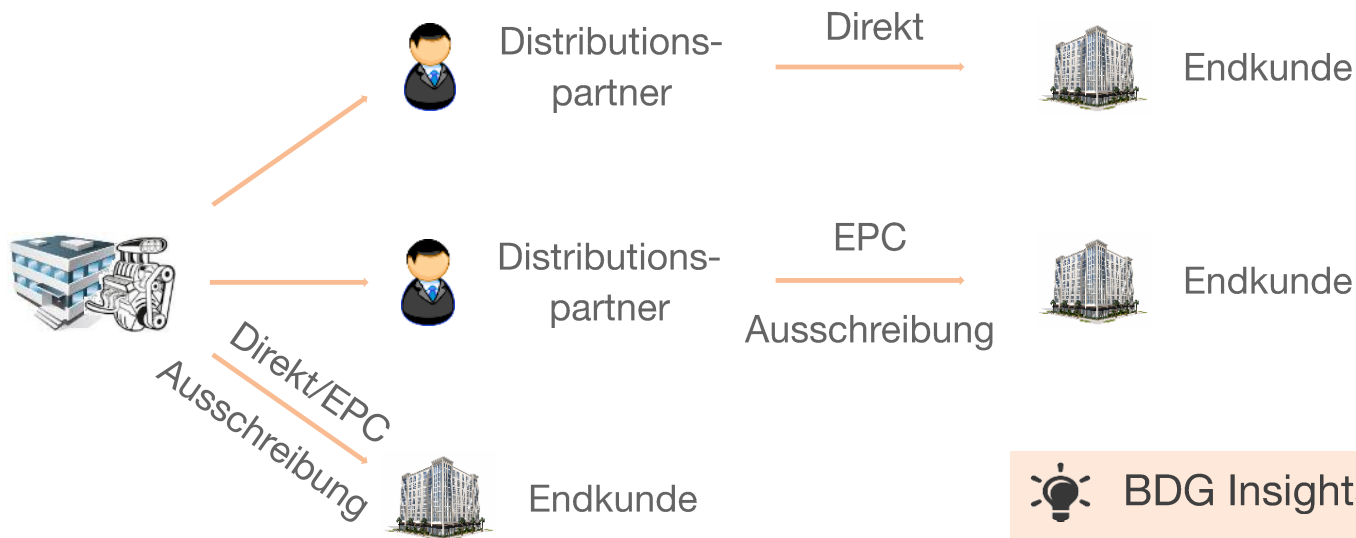 Distributions-
partner
Direkt
Endkunde
Distributions-
partner
EPC
Ausschreibung
Endkunde
Direkt/EPC
Ausschreibung
Endkunde
BDG Insight